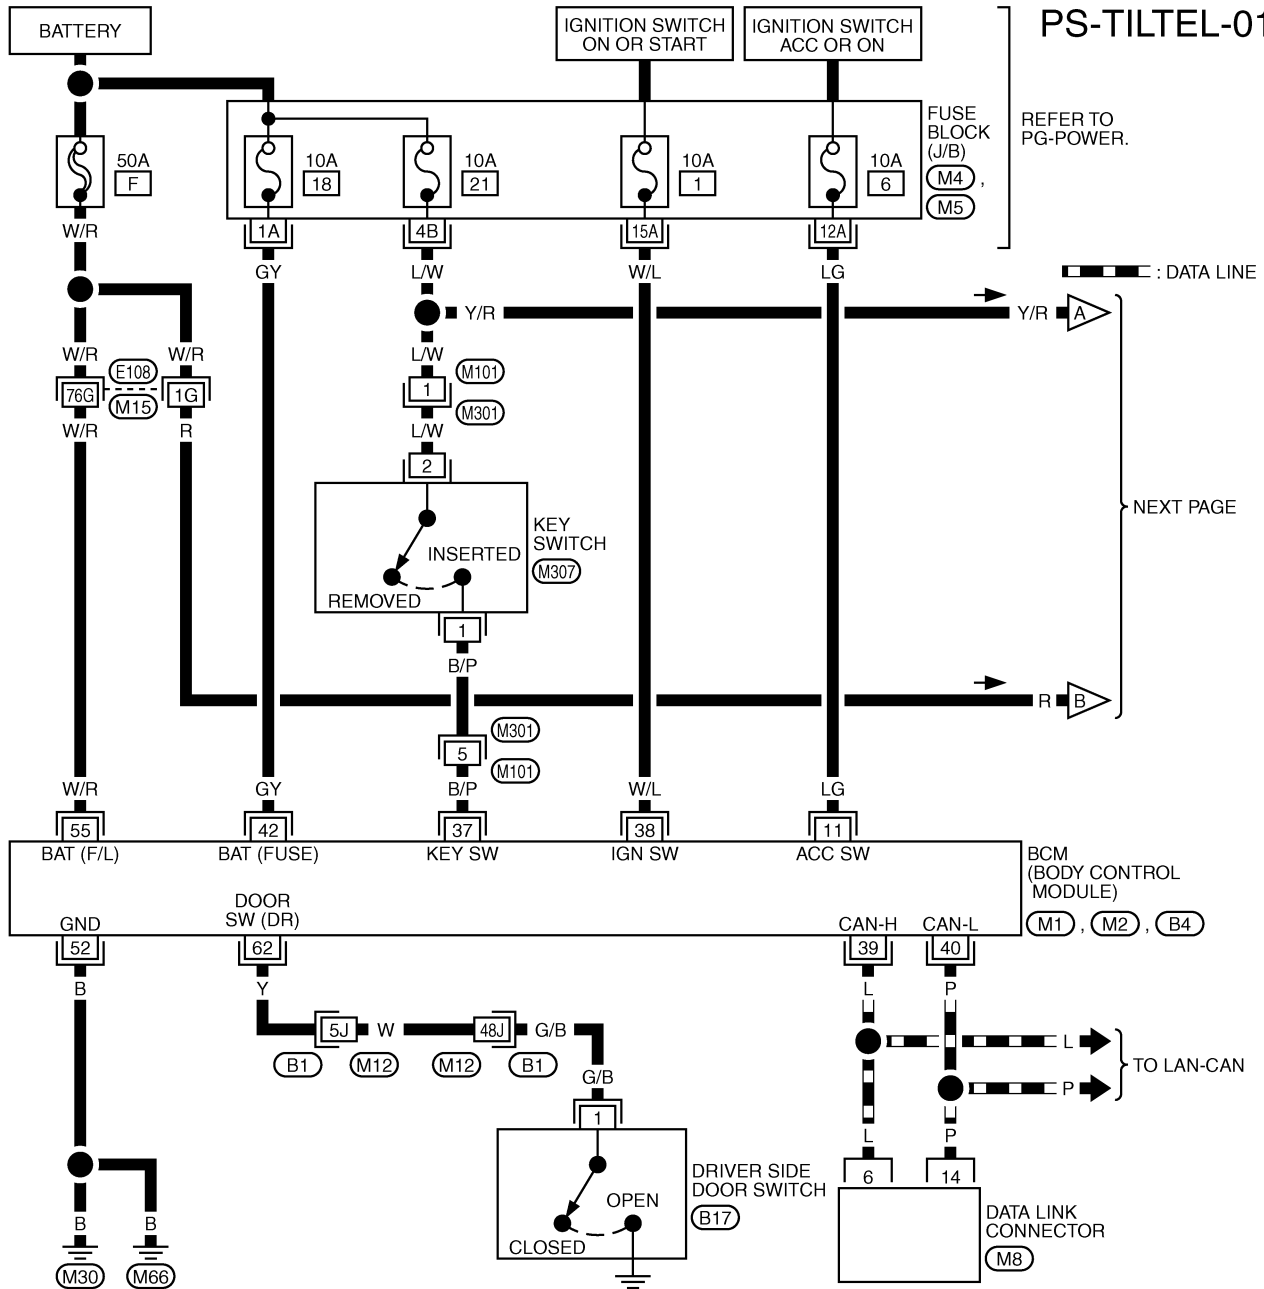 PS-TILTEL-01
BATTERY
IGNITION SWITCH
ON OR START
IGNITION SWITCH
ACC OR ON
REFER TO
PG-POWER.
FUSE
BLOCK
(J/B)
M4 ,
M5
50A
F
10A
18
10A
21
10A
1
10A
6
W/R
1A
4B
15A
12A
GY
L/W
W/L
LG
: DATA LINE
Y/R
Y/R
A
W/R
W/R
L/W
E108
M101
76G
1G
1
M15
M301
W/R
R
L/W
2
NEXT PAGE
KEY
SWITCH
M307
INSERTED
REMOVED
1
B/P
R
B
M301
5
M101
W/R
GY
B/P
W/L
LG
55
42
37
38
11
BAT (F/L)
BAT (FUSE)
KEY SW
IGN SW
ACC SW
BCM
(BODY CONTROL
MODULE)
M1 , M2 , B4
GND
DOOR
SW (DR)
CAN-H
CAN-L
52
62
39
40
B
Y
L
P
5J
W
48J
G/B
B1
M12
M12
B1
G/B
L
P
TO LAN-CAN
1
L
P
6
14
DRIVER SIDE
DOOR SWITCH
B17
OPEN
CLOSED
DATA LINK
CONNECTOR
M8
B
B
M30
M66